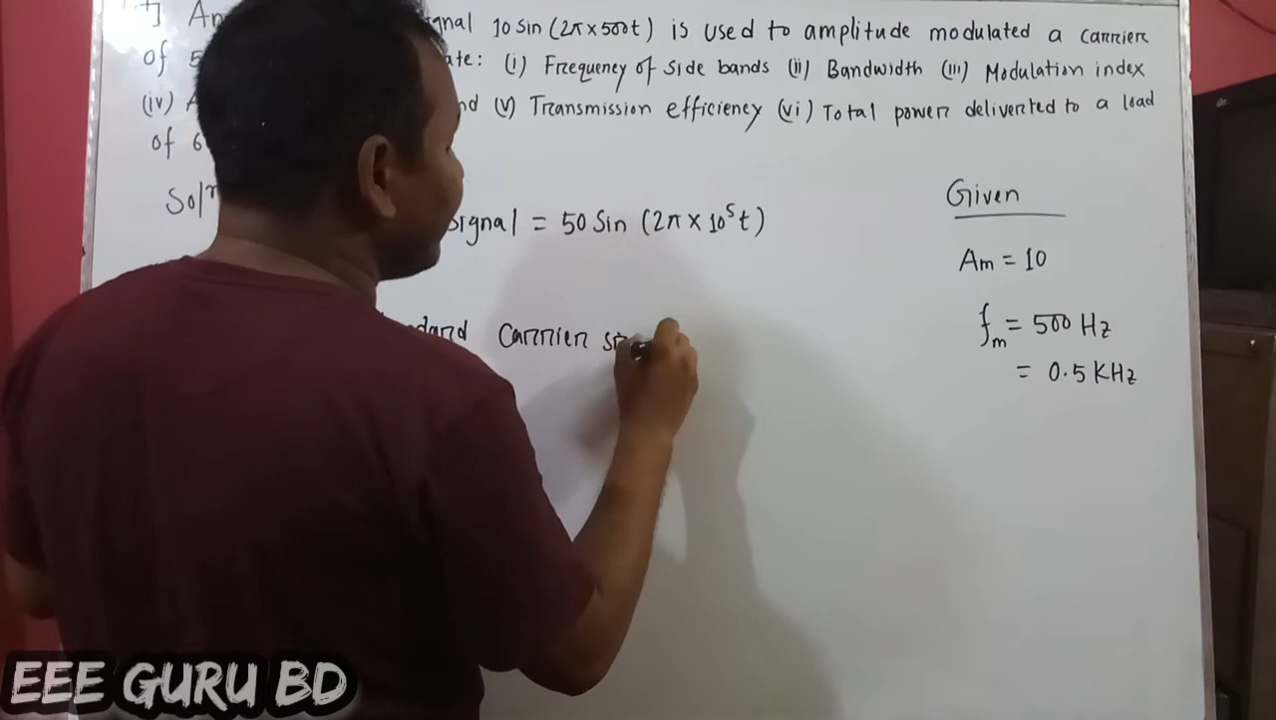 An gnal 10 Sin (2π×500t) is used to amplitude modulated a carrier
of 5 ate: (i) Frequency of Side bands (ii) Bandwidth (iii) Modulation index
(iv) A nd (v) Transmission efficiency (vi) Total power delivered to a load
of 6
Solⁿ signal = 50 Sin (2π × 10⁵t)
dard Carrier
Given
Am = 10
fm = 500 Hz
= 0.5 KHz
EEE GURU BD